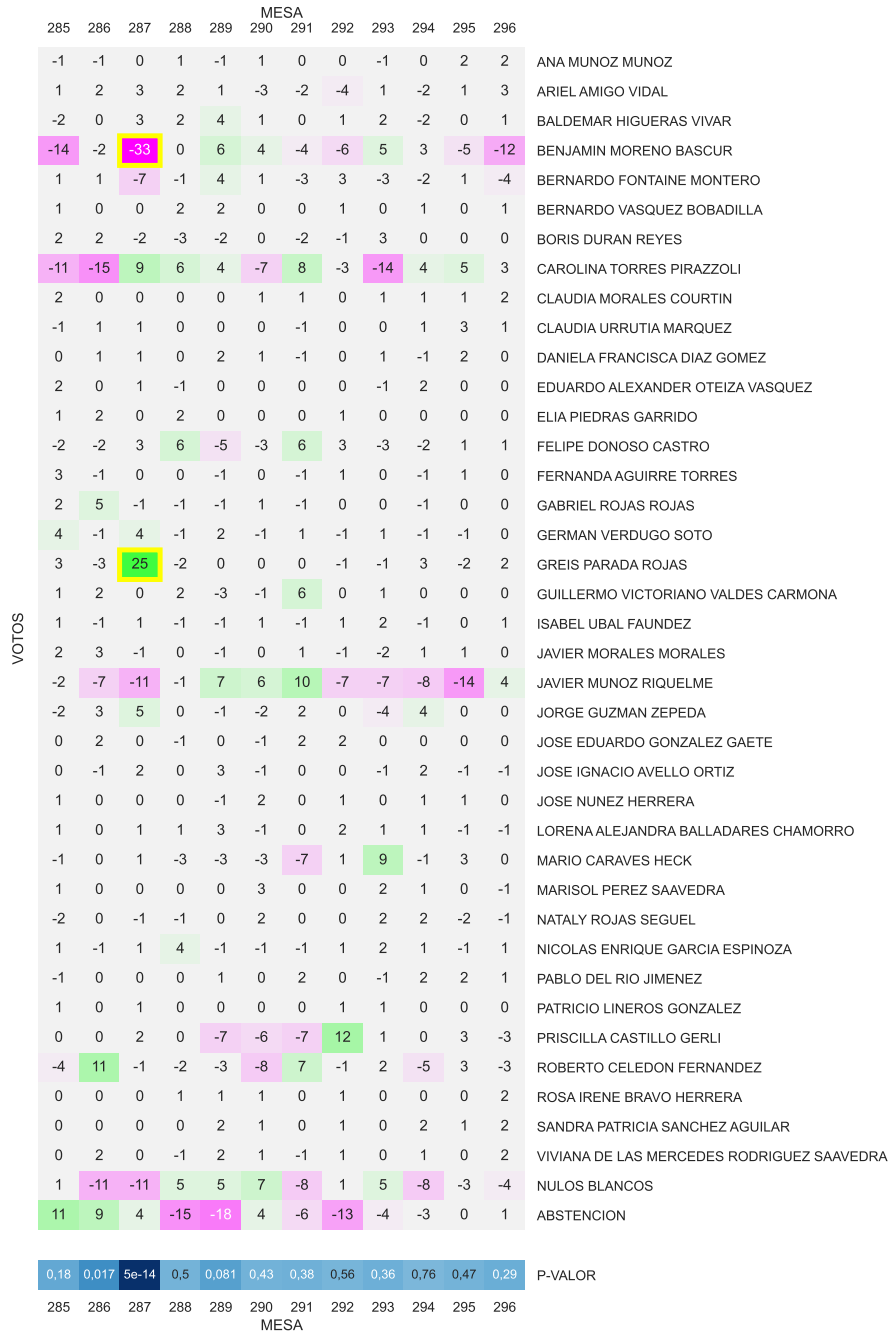 MESA
285 286 287 288 289 290 291 292 293 294 295 296
-1 -1 0 1 -1 1 0 0 -1 0 2 2 ANA MUNOZ MUNOZ
1 2 3 2 1 -3 -2 -4 1 -2 1 3 ARIEL AMIGO VIDAL
-2 0 3 2 4 1 0 1 2 -2 0 1 BALDEMAR HIGUERAS VIVAR
-14 -2 -33 0 6 4 -4 -6 5 3 -5 -12 BENJAMIN MORENO BASCUR
1 1 -7 -1 4 1 -3 3 -3 -2 1 -4 BERNARDO FONTAINE MONTERO
1 0 0 2 2 0 0 1 0 1 0 1 BERNARDO VASQUEZ BOBADILLA
2 2 -2 -3 -2 0 -2 -1 3 0 0 0 BORIS DURAN REYES
-11 -15 9 6 4 -7 8 -3 -14 4 5 3 CAROLINA TORRES PIRAZZOLI
2 0 0 0 0 1 1 0 1 1 1 2 CLAUDIA MORALES COURTIN
-1 1 1 0 0 0 -1 0 0 1 3 1 CLAUDIA URRUTIA MARQUEZ
0 1 1 0 2 1 -1 0 1 -1 2 0 DANIELA FRANCISCA DIAZ GOMEZ
2 0 1 -1 0 0 0 0 -1 2 0 0 EDUARDO ALEXANDER OTEIZA VASQUEZ
1 2 0 2 0 0 0 1 0 0 0 0 ELIA PIEDRAS GARRIDO
-2 -2 3 6 -5 -3 6 3 -3 -2 1 1 FELIPE DONOSO CASTRO
3 -1 0 0 -1 0 -1 1 0 -1 1 0 FERNANDA AGUIRRE TORRES
2 5 -1 -1 -1 1 -1 0 0 -1 0 0 GABRIEL ROJAS ROJAS
4 -1 4 -1 2 -1 1 -1 1 -1 -1 0 GERMAN VERDUGO SOTO
3 -3 25 -2 0 0 0 -1 -1 3 -2 2 GREIS PARADA ROJAS
1 2 0 2 -3 -1 6 0 1 0 0 0 GUILLERMO VICTORIANO VALDES CARMONA
1 -1 1 -1 -1 1 -1 1 2 -1 0 1 ISABEL UBAL FAUNDEZ
2 3 -1 0 -1 0 1 -1 -2 1 1 0 JAVIER MORALES MORALES
-2 -7 -11 -1 7 6 10 -7 -7 -8 -14 4 JAVIER MUNOZ RIQUELME
-2 3 5 0 -1 -2 2 0 -4 4 0 0 JORGE GUZMAN ZEPEDA
0 2 0 -1 0 -1 2 2 0 0 0 0 JOSE EDUARDO GONZALEZ GAETE
0 -1 2 0 3 -1 0 0 -1 2 -1 -1 JOSE IGNACIO AVELLO ORTIZ
1 0 0 0 -1 2 0 1 0 1 1 0 JOSE NUNEZ HERRERA
1 0 1 1 3 -1 0 2 1 1 -1 -1 LORENA ALEJANDRA BALLADARES CHAMORRO
-1 0 1 -3 -3 -3 -7 1 9 -1 3 0 MARIO CARAVES HECK
1 0 0 0 0 3 0 0 2 1 0 -1 MARISOL PEREZ SAAVEDRA
-2 0 -1 -1 0 2 0 0 2 2 -2 -1 NATALY ROJAS SEGUEL
1 -1 1 4 -1 -1 -1 1 2 1 -1 1 NICOLAS ENRIQUE GARCIA ESPINOZA
-1 0 0 0 1 0 2 0 -1 2 2 1 PABLO DEL RIO JIMENEZ
1 0 1 0 0 0 0 1 1 0 0 0 PATRICIO LINEROS GONZALEZ
0 0 2 0 -7 -6 -7 12 1 0 3 -3 PRISCILLA CASTILLO GERLI
-4 11 -1 -2 -3 -8 7 -1 2 -5 3 -3 ROBERTO CELEDON FERNANDEZ
0 0 0 1 1 1 0 1 0 0 0 2 ROSA IRENE BRAVO HERRERA
0 0 0 0 2 1 0 1 0 2 1 2 SANDRA PATRICIA SANCHEZ AGUILAR
0 2 0 -1 2 1 -1 1 0 1 0 2 VIVIANA DE LAS MERCEDES RODRIGUEZ SAAVEDRA
1 -11 -11 5 5 7 -8 1 5 -8 -3 -4 NULOS BLANCOS
11 9 4 -15 -18 4 -6 -13 -4 -3 0 1 ABSTENCION
VOTOS
0,18 0,017 5e-14 0,5 0,081 0,43 0,38 0,56 0,36 0,76 0,47 0,29 P-VALOR
285 286 287 288 289 290 291 292 293 294 295 296
MESA